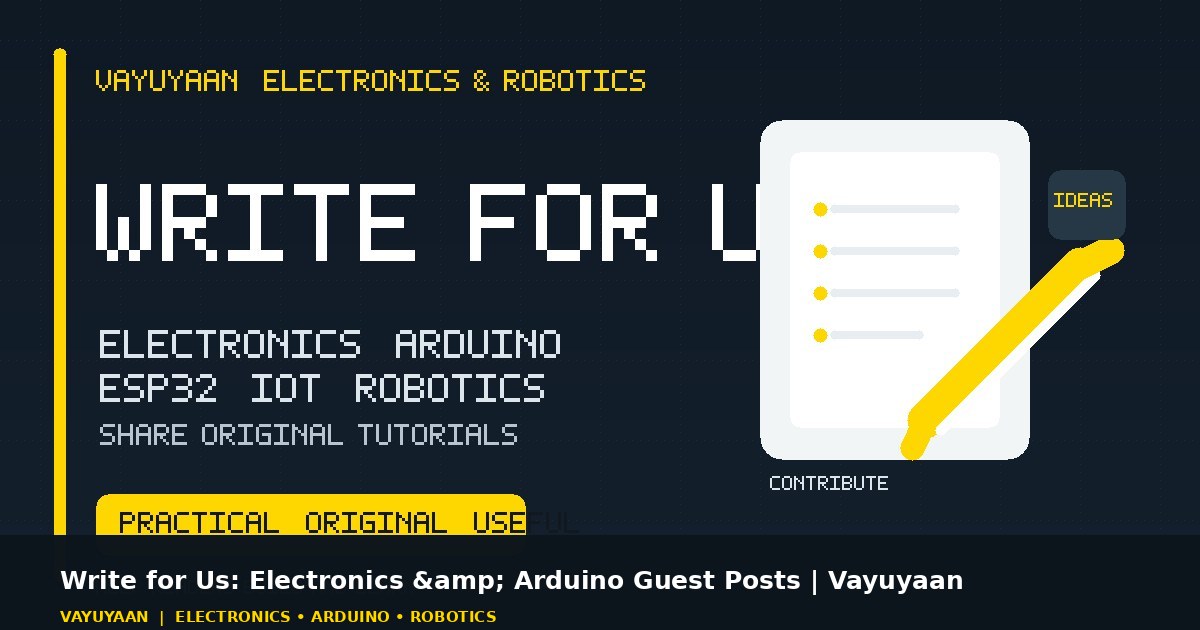 VAYUYAAN ELECTRONICS & ROBOTICS
WRITE FOR U
IDEAS
ELECTRONICS ARDUINO
ESP32 IOT ROBOTICS
SHARE ORIGINAL TUTORIALS
CONTRIBUTE
PRACTICAL ORIGINAL USEFUL
Write for Us: Electronics &amp; Arduino Guest Posts | Vayuyaan
VAYUYAAN | ELECTRONICS • ARDUINO • ROBOTICS